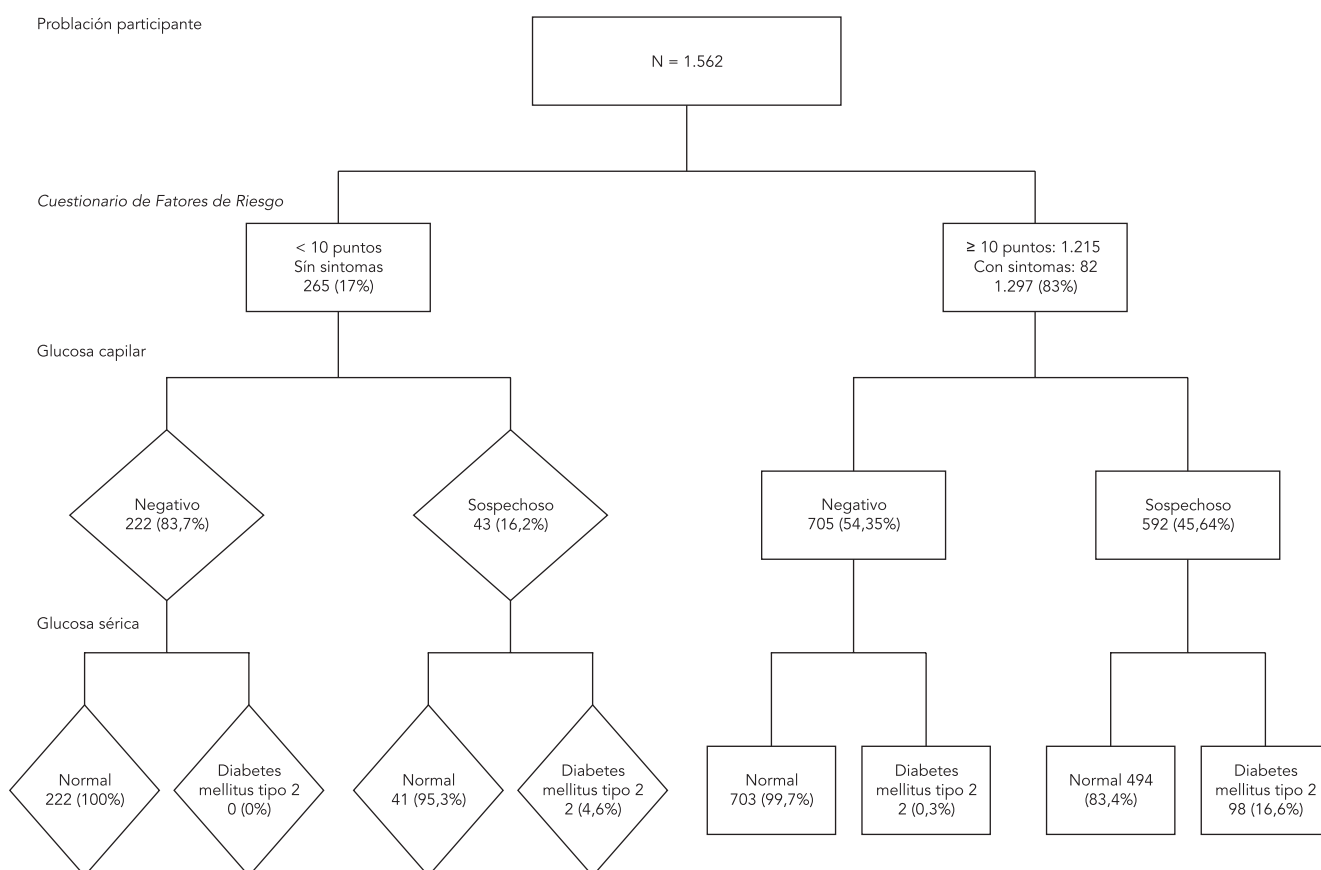 Problación participante
N = 1.562
Cuestionario de Fatores de Riesgo
< 10 puntos
Sín sintomas
265 (17%)
≥ 10 puntos: 1.215
Con sintomas: 82
1.297 (83%)
Glucosa capilar
Negativo
222 (83,7%)
Sospechoso
43 (16,2%)
Negativo
705 (54,35%)
Sospechoso
592 (45,64%)
Glucosa sérica
Normal
222 (100%)
Diabetes
mellitus tipo 2
0 (0%)
Normal
41 (95,3%)
Diabetes
mellitus tipo 2
2 (4,6%)
Normal
703 (99,7%)
Diabetes
mellitus tipo 2
2 (0,3%)
Normal 494
(83,4%)
Diabetes
mellitus tipo 2
98 (16,6%)